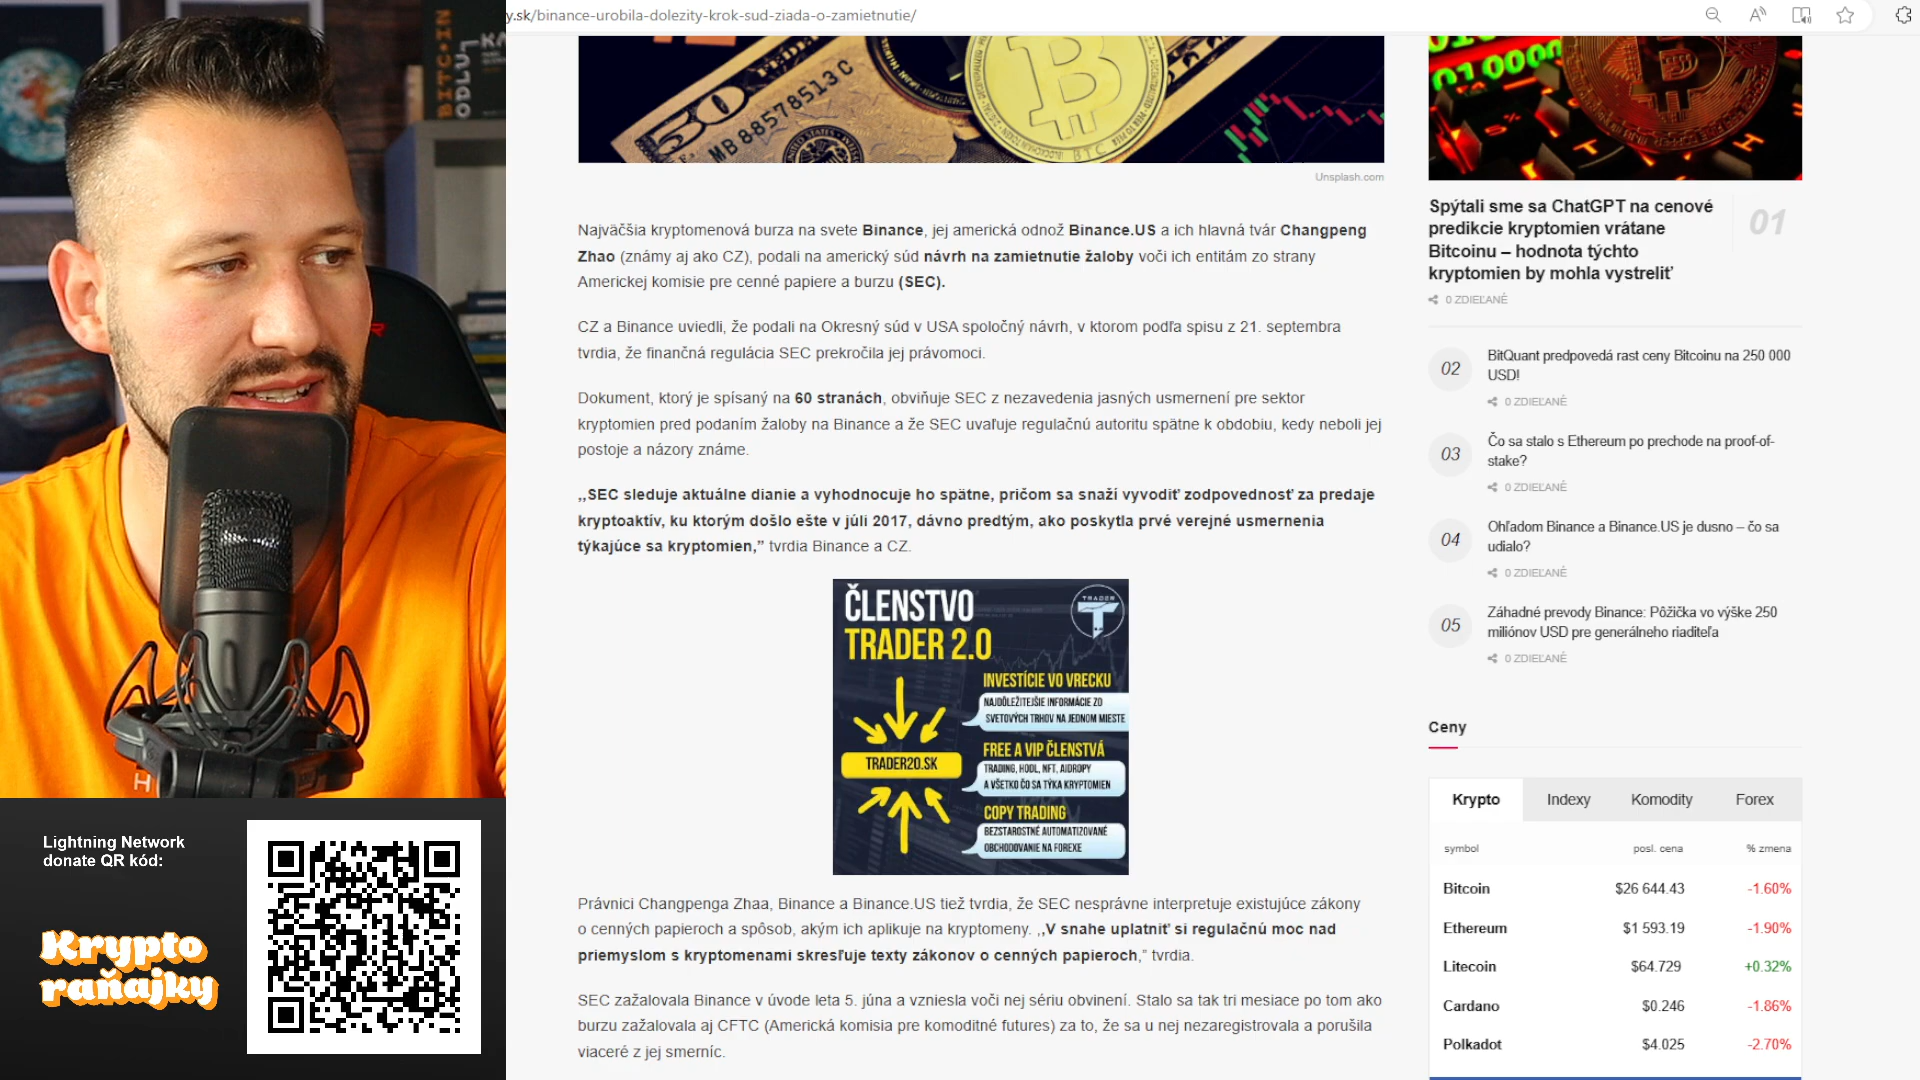 y.sk/binance-urobila-dolezity-krok-sud-ziada-o-zamietnutie/
BITCOIN
ODLU
KA
50
MB88578513C
BTC
5%
H
Unsplash.com
Najväčšia kryptomenová burza na svete Binance, jej americká odnož Binance.US a ich hlavná tvár Changpeng
Zhao (známy aj ako CZ), podali na americký súd návrh na zamietnutie žaloby voči ich entitám zo strany
Americkej komisie pre cenné papiere a burzu (SEC).
CZ a Binance uviedli, že podali na Okresný súd v USA spoločný návrh, v ktorom podľa spisu z 21. septembra
tvrdia, že finančná regulácia SEC prekročila jej právomoci.
Dokument, ktorý je spísaný na 60 stranách, obviňuje SEC z nezavedenia jasných usmernení pre sektor
kryptomien pred podaním žaloby na Binance a že SEC uvaľuje regulačnú autoritu spätne k obdobiu, kedy neboli jej
postoje a názory známe.
,,SEC sleduje aktuálne dianie a vyhodnocuje ho spätne, pričom sa snaží vyvodiť zodpovednosť za predaje
kryptoaktív, ku ktorým došlo ešte v júli 2017, dávno predtým, ako poskytla prvé verejné usmernenia
týkajúce sa kryptomien,” tvrdia Binance a CZ.
ČLENSTVO
TRADER 2.0
TRADER
INVESTÍCIE VO VRECKU
NAJDÔLEŽITEJŠIE INFORMÁCIE ZO
SVETOVÝCH TRHOV NA JEDNOM MIESTE
FREE A VIP ČLENSTVÁ
TRADING, HODL, NFT, AIDROPY
A VŠETKO ČO SA TÝKA KRYPTOMIEN
TRADER20.SK
COPY TRADING
BEZSTAROSTNÉ AUTOMATIZOVANÉ
OBCHODOVANIE NA FOREXE
Právnici Changpenga Zhaa, Binance a Binance.US tiež tvrdia, že SEC nesprávne interpretuje existujúce zákony
o cenných papieroch a spôsob, akým ich aplikuje na kryptomeny. ,,V snahe uplatniť si regulačnú moc nad
priemyslom s kryptomenami skresľuje texty zákonov o cenných papieroch,” tvrdia.
SEC zažalovala Binance v úvode leta 5. júna a vzniesla voči nej sériu obvinení. Stalo sa tak tri mesiace po tom ako
burzu zažalovala aj CFTC (Americká komisia pre komoditné futures) za to, že sa u nej nezaregistrovala a porušila
viaceré z jej smerníc.
Spýtali sme sa ChatGPT na cenové
predikcie kryptomien vrátane
Bitcoinu – hodnota týchto
kryptomien by mohla vystreliť
01
0 ZDIEĽANÉ
02
BitQuant predpovedá rast ceny Bitcoinu na 250 000
USD!
0 ZDIEĽANÉ
03
Čo sa stalo s Ethereum po prechode na proof-of-
stake?
0 ZDIEĽANÉ
04
Ohľadom Binance a Binance.US je dusno – čo sa
udialo?
0 ZDIEĽANÉ
05
Záhadné prevody Binance: Pôžička vo výške 250
miliónov USD pre generálneho riaditeľa
0 ZDIEĽANÉ
Ceny
Krypto Indexy Komodity Forex
symbol posl. cena % zmena
Bitcoin $26 644.43 -1.60%
Ethereum $1 593.19 -1.90%
Litecoin $64.729 +0.32%
Cardano $0.246 -1.86%
Polkadot $4.025 -2.70%
H
Lightning Network
donate QR kód:
Krypto
raňajky